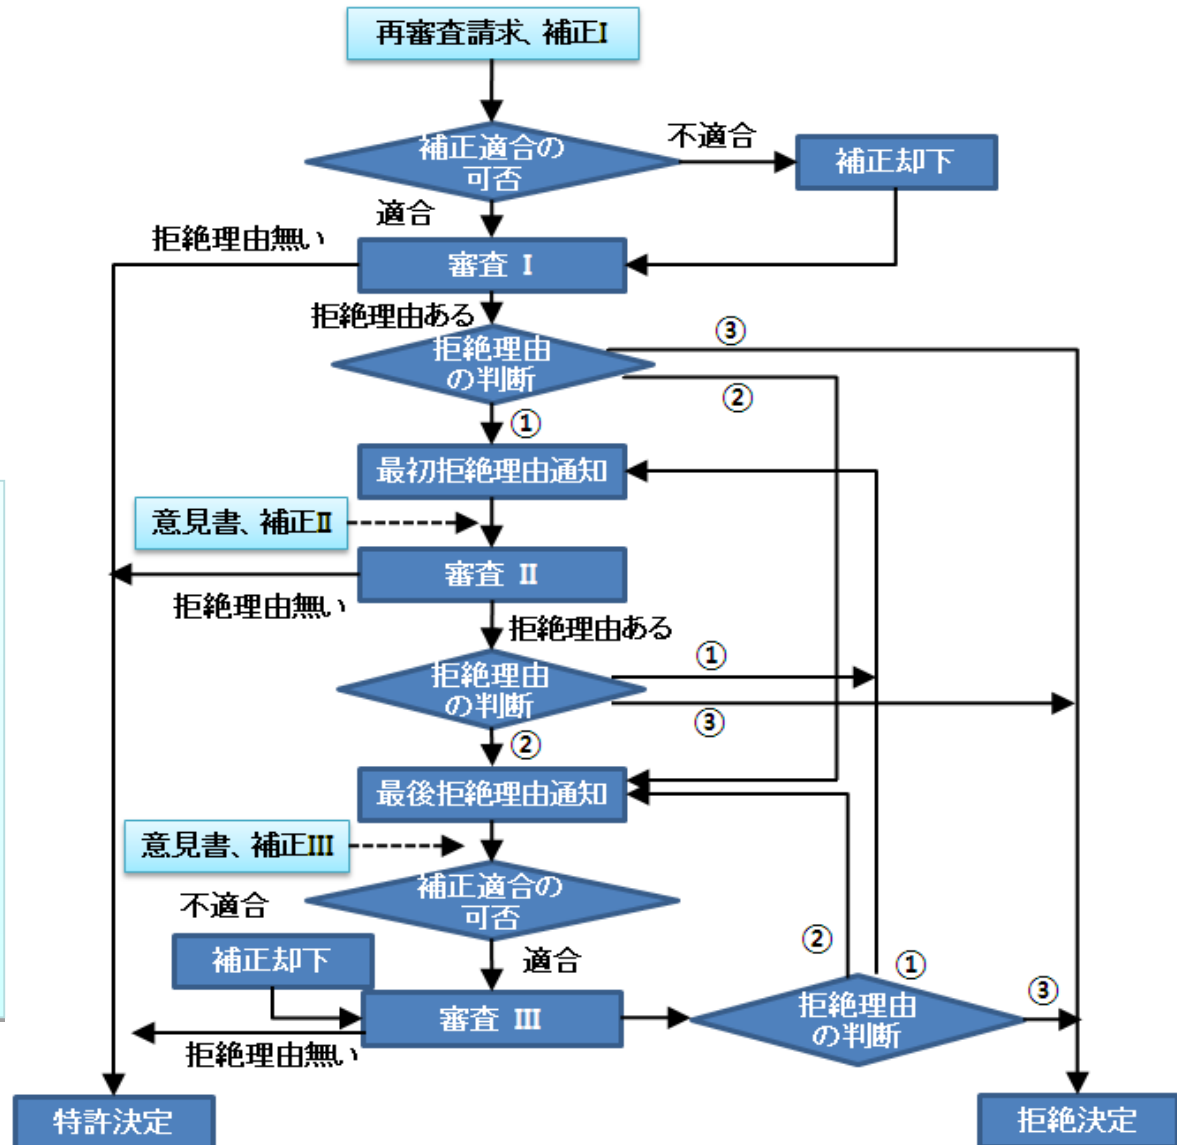 再審査請求、補正I
補正適合の
可否
不適合
補正却下
適合
拒絶理由無い
審査 I
拒絶理由ある
③
拒絶理由
の判断
②
①
最初拒絶理由通知
意見書、補正II
審査 II
拒絶理由無い
拒絶理由ある
①
拒絶理由
の判断
③
②
最後拒絶理由通知
意見書、補正III
補正適合の
可否
不適合
補正却下
適合
②
①
③
拒絶理由
の判断
審査 III
拒絶理由無い
特許決定
拒絶決定